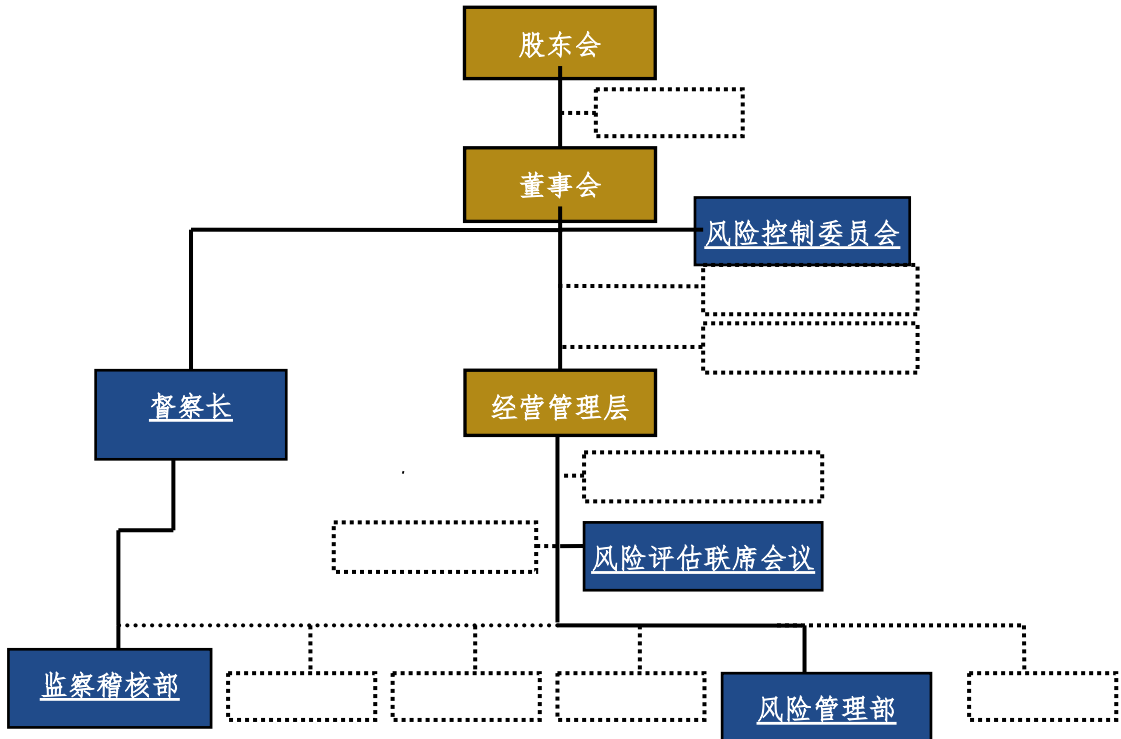 股东会
董事会
风险控制委员会
督察长
经营管理层
风险评估联席会议
监察稽核部
风险管理部